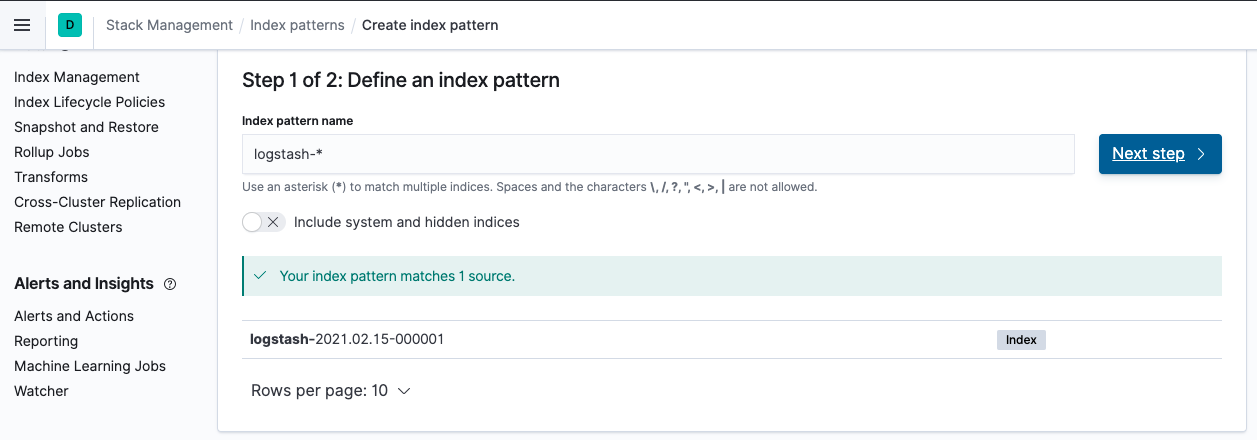 D
Stack Management / Index patterns / Create index pattern
Index Management
Index Lifecycle Policies
Snapshot and Restore
Rollup Jobs
Transforms
Cross-Cluster Replication
Remote Clusters
Alerts and Insights
Alerts and Actions
Reporting
Machine Learning Jobs
Watcher
Step 1 of 2: Define an index pattern
Index pattern name
logstash-*
Next step
Use an asterisk (*) to match multiple indices. Spaces and the characters \, /, ?, ", <, >, | are not allowed.
Include system and hidden indices
Your index pattern matches 1 source.
logstash-2021.02.15-000001 Index
Rows per page: 10